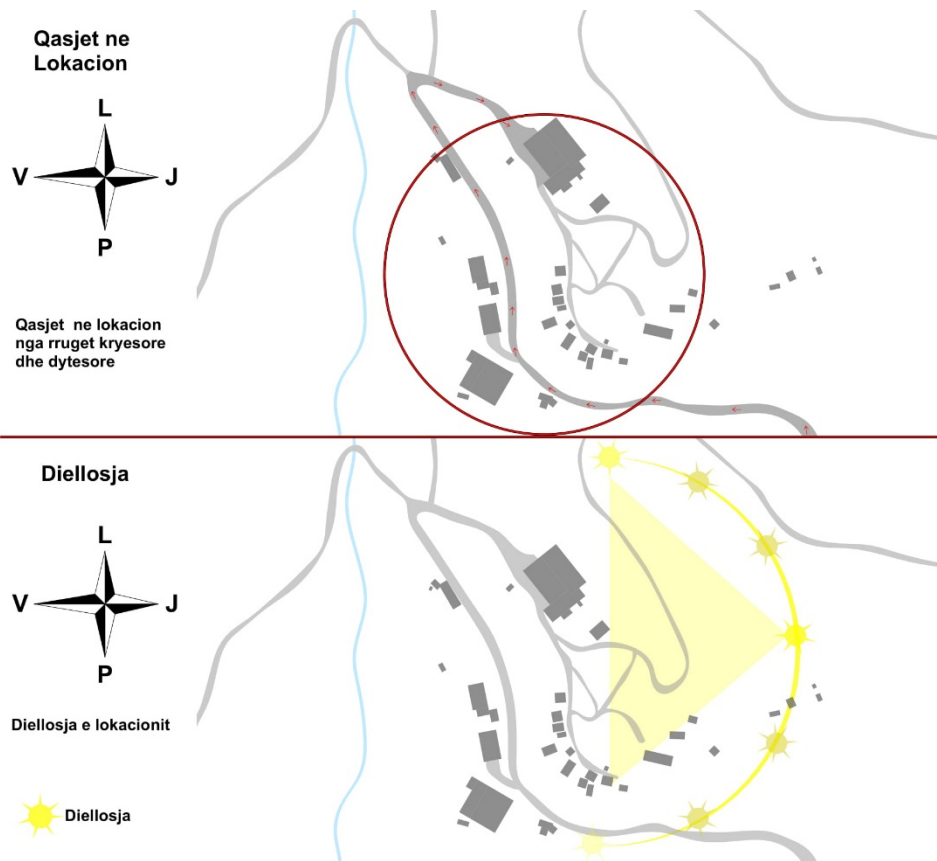 Qasjet ne
Lokacion
L
V
J
P
Qasjet ne lokacion
nga rruget kryesore
dhe dytesore
Diellosja
L
V
J
P
Diellosja e lokacionit
Diellosja